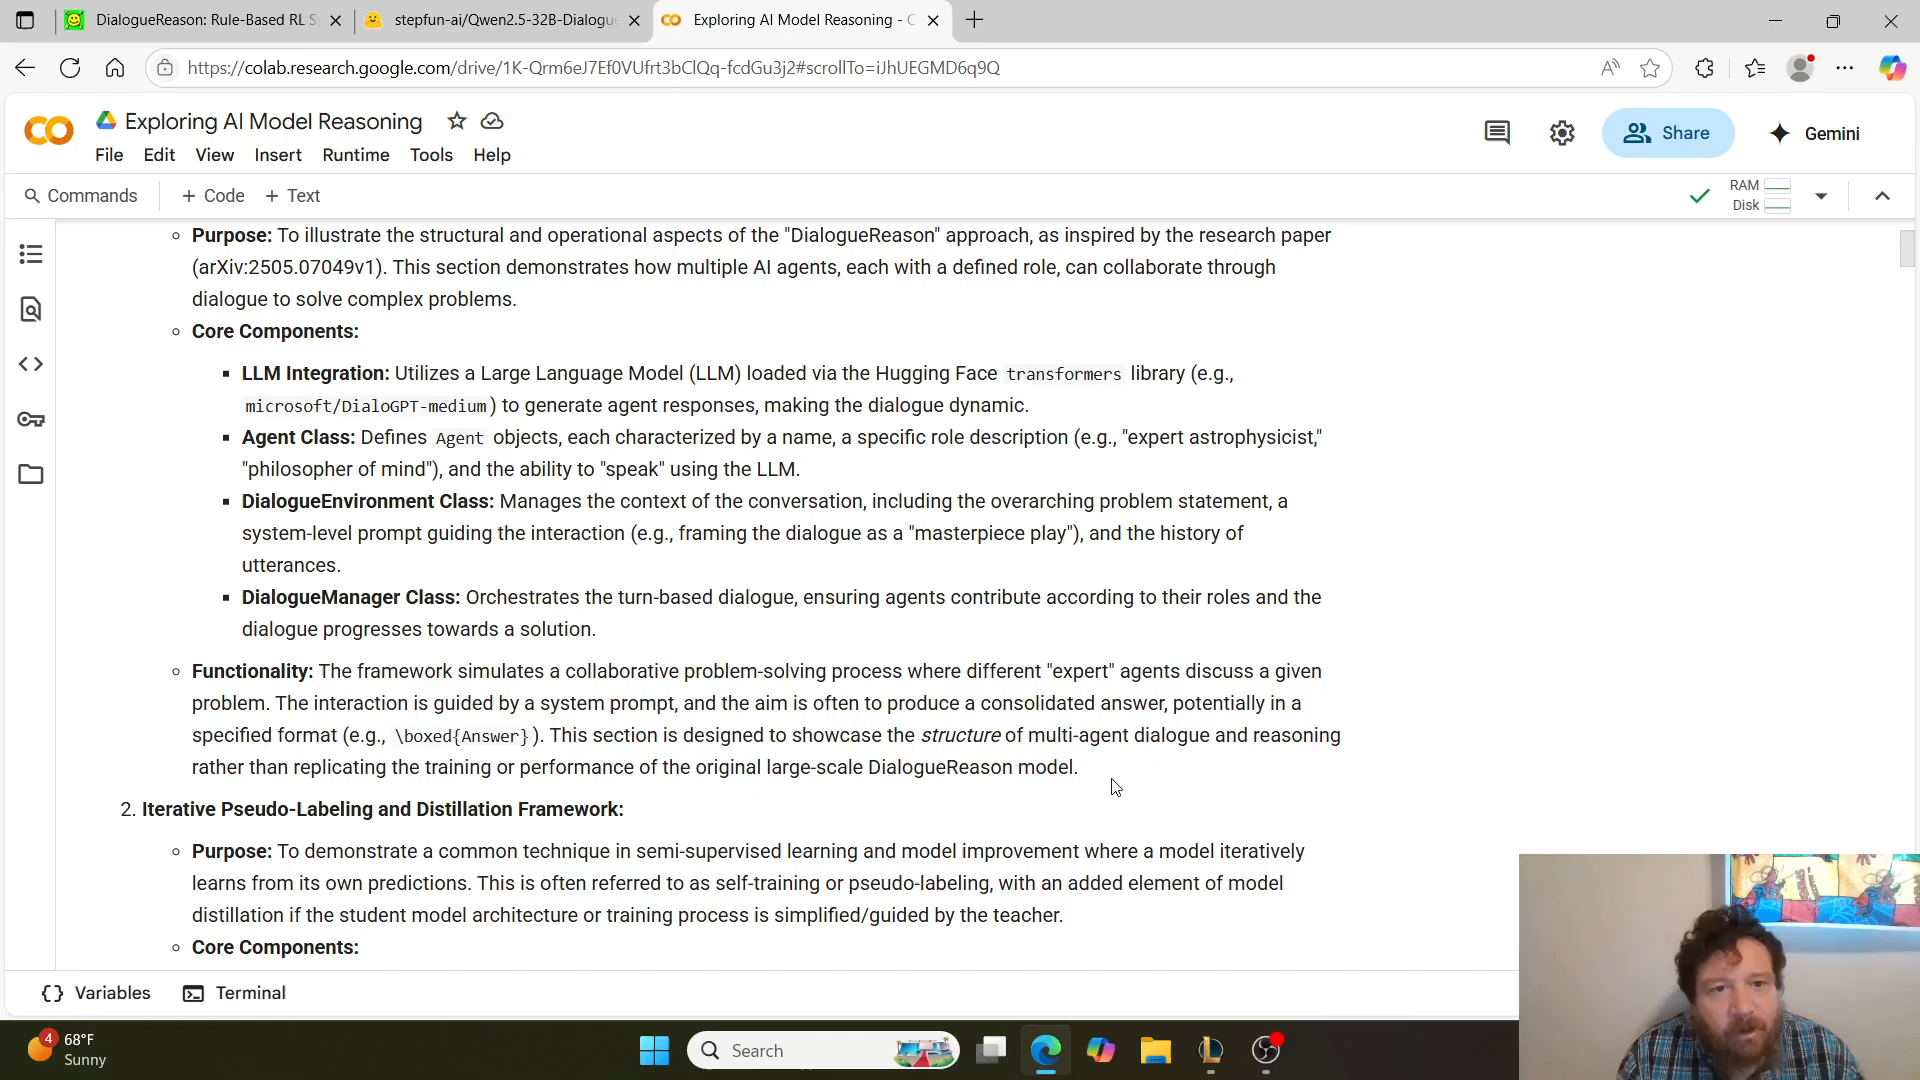 DialogueReason: Rule-Based RL S
stepfun-ai/Qwen2.5-32B-Dialogu
Exploring AI Model Reasoning - C
https://colab.research.google.com/drive/1K-Qrm6eJ7Ef0VUfrt3bClQq-fcdGu3j2#scrollTo=iJhUEGMD6q9Q
Exploring AI Model Reasoning
File Edit View Insert Runtime Tools Help
Share
Gemini
Commands + Code + Text
RAM
Disk
Purpose: To illustrate the structural and operational aspects of the "DialogueReason" approach, as inspired by the research paper
(arXiv:2505.07049v1). This section demonstrates how multiple AI agents, each with a defined role, can collaborate through
dialogue to solve complex problems.
Core Components:
LLM Integration: Utilizes a Large Language Model (LLM) loaded via the Hugging Face transformers library (e.g.,
microsoft/DialoGPT-medium) to generate agent responses, making the dialogue dynamic.
Agent Class: Defines Agent objects, each characterized by a name, a specific role description (e.g., "expert astrophysicist,"
"philosopher of mind"), and the ability to "speak" using the LLM.
DialogueEnvironment Class: Manages the context of the conversation, including the overarching problem statement, a
system-level prompt guiding the interaction (e.g., framing the dialogue as a "masterpiece play"), and the history of
utterances.
DialogueManager Class: Orchestrates the turn-based dialogue, ensuring agents contribute according to their roles and the
dialogue progresses towards a solution.
Functionality: The framework simulates a collaborative problem-solving process where different "expert" agents discuss a given
problem. The interaction is guided by a system prompt, and the aim is often to produce a consolidated answer, potentially in a
specified format (e.g., \boxed{Answer}). This section is designed to showcase the structure of multi-agent dialogue and reasoning
rather than replicating the training or performance of the original large-scale DialogueReason model.
2. Iterative Pseudo-Labeling and Distillation Framework:
Purpose: To demonstrate a common technique in semi-supervised learning and model improvement where a model iteratively
learns from its own predictions. This is often referred to as self-training or pseudo-labeling, with an added element of model
distillation if the student model architecture or training process is simplified/guided by the teacher.
Core Components:
Variables Terminal
4
68°F
Sunny
Search